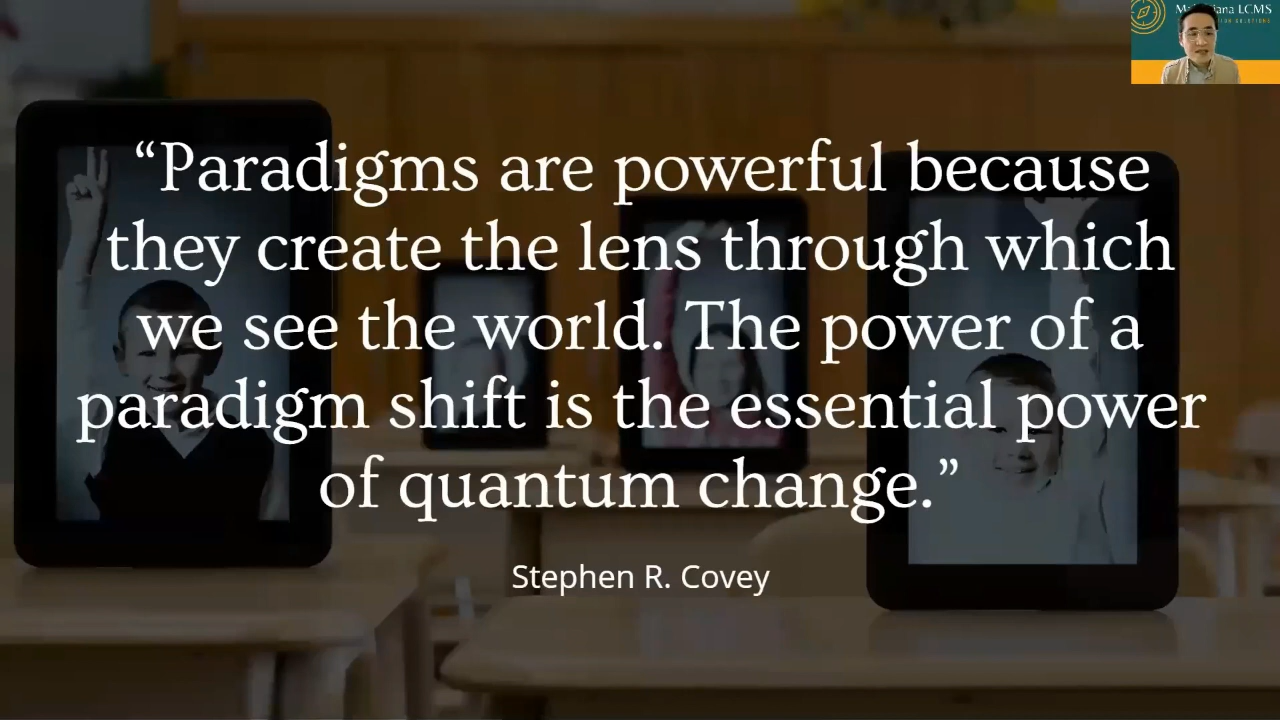 “Paradigms are powerful because
they create the lens through which
we see the world. The power of a
paradigm shift is the essential power
of quantum change.”
Stephen R. Covey
LCMS